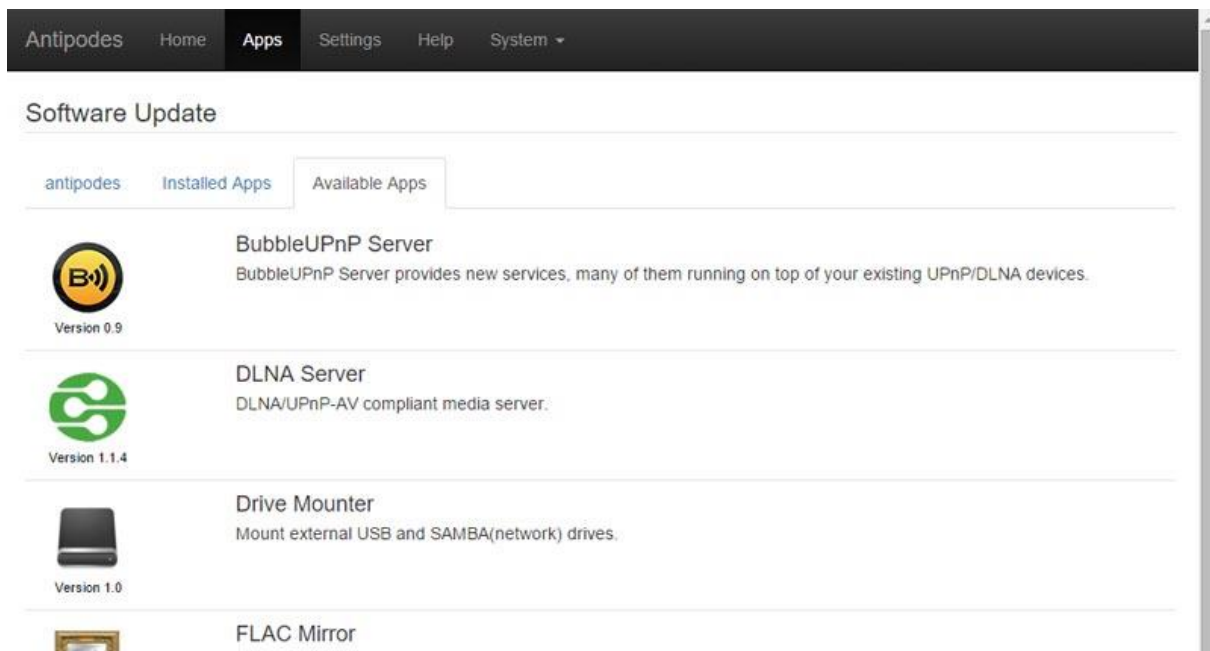 Antipodes Home Apps Settings Help System
Software Update
antipodes Installed Apps Available Apps
BubbleUPnP Server
BubbleUPnP Server provides new services, many of them running on top of your existing UPnP/DLNA devices.
B
Version 0.9
DLNA Server
DLNA/UPnP-AV compliant media server.
Version 1.1.4
Drive Mounter
Mount external USB and SAMBA(network) drives.
Version 1.0
FLAC Mirror